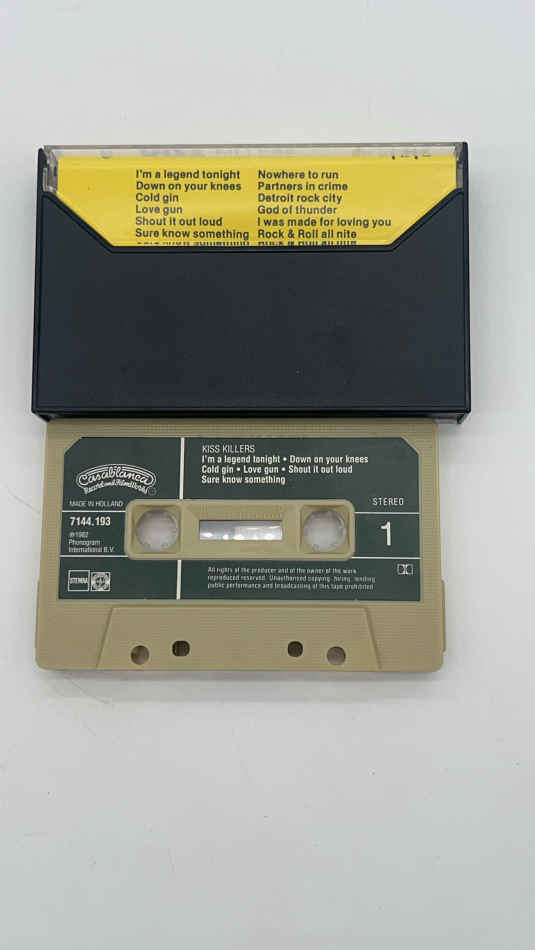 I'm a legend tonight Nowhere to run
Down on your knees Partners in crime
Cold gin Detroit rock city
Love gun God of thunder
Shout it out loud I was made for loving you
Sure know something Rock & Roll all nite
KISS KILLERS
I'm a legend tonight • Down on your knees
Cold gin • Love gun • Shout it out loud
Sure know something
Casablanca
Record and FilmWorks
MADE IN HOLLAND
STEREO
7144.193
1
℗1982
Phonogram
International B.V.
All rights of the producer and of the owner of the work
reproduced reserved. Unauthorised copying, hiring, lending
public performance and broadcasting of this tape prohibited
STEMRA